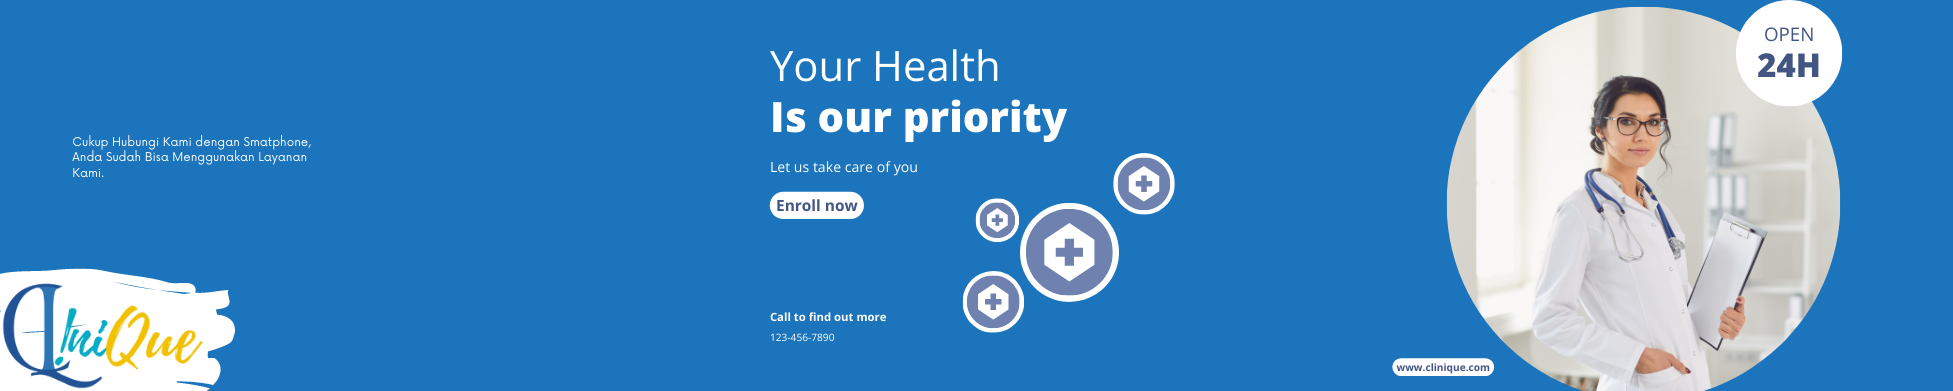 Cukup Hubungi Kami dengan Smatphone,
Anda Sudah Bisa Menggunakan Layanan
Kami.
CliniQue
Your Health
Is our priority
Let us take care of you
Enroll now
Call to find out more
123-456-7890
OPEN
24H
www.clinique.com